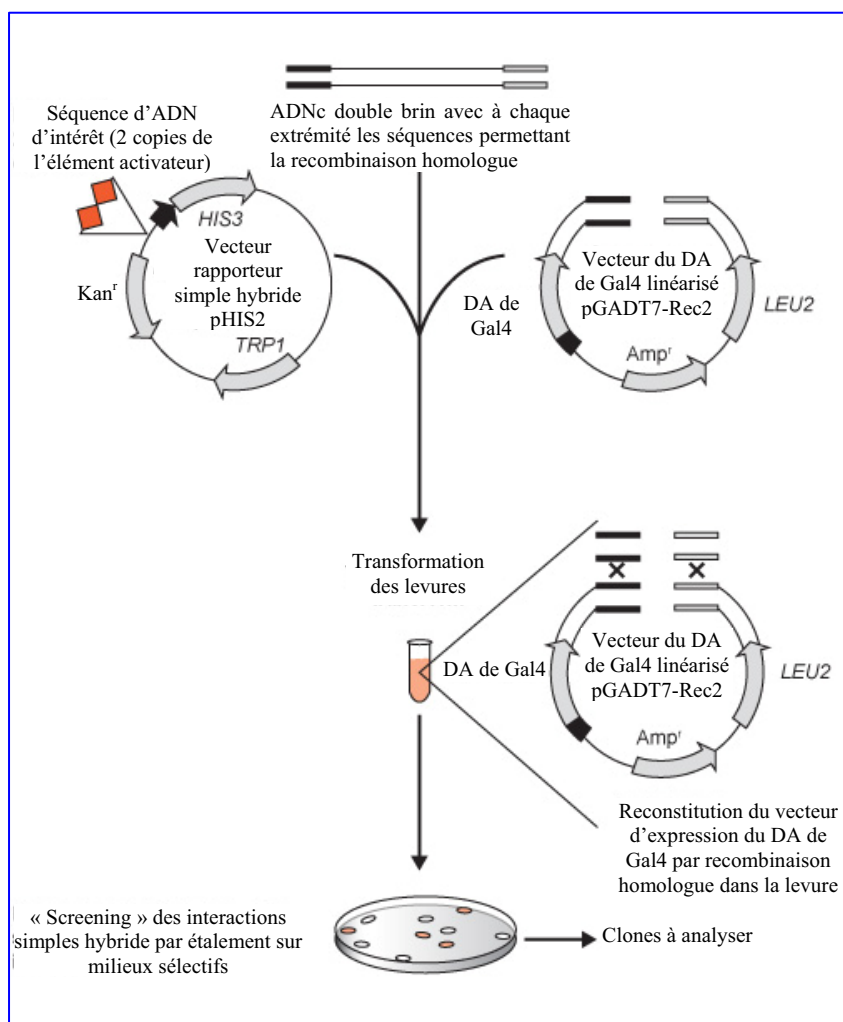 Séquence d'ADN
d'intérêt (2 copies de
l'élément activateur)
ADNc double brin avec à chaque
extrémité les séquences permettant
la recombinaison homologue
HIS3
Vecteur
rapporteur
simple hybride
pHIS2
Kanʳ
TRP1
DA de
Gal4
Vecteur du DA
de Gal4 linéarisé
pGADT7-Rec2
LEU2
Ampʳ
Transformation
des levures
DA de Gal4
Vecteur du DA
de Gal4 linéarisé
pGADT7-Rec2
LEU2
Ampʳ
Reconstitution du vecteur
d'expression du DA de
Gal4 par recombinaison
homologue dans la levure
« Screening » des interactions
simples hybride par étalement sur
milieux sélectifs
Clones à analyser